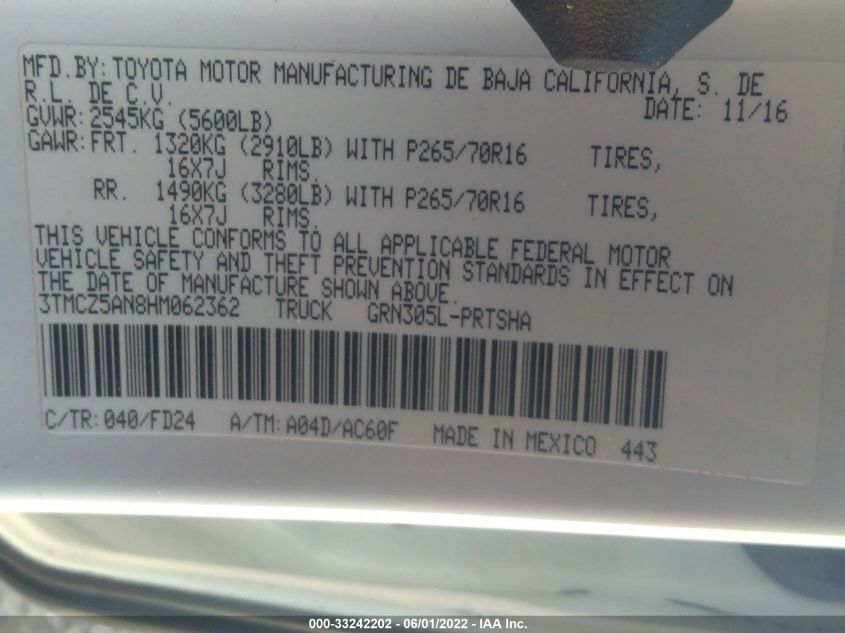 MFD.BY:TOYOTA MOTOR MANUFACTURING DE BAJA CALIFORNIA, S. DE
R.L. DE C.V. DATE: 11/16
GVWR:2545KG (5600LB)
GAWR:FRT. 1320KG (2910LB) WITH P265/70R16 TIRES,
16X7J RIMS.
RR. 1490KG (3280LB) WITH P265/70R16 TIRES,
16X7J RIMS.
THIS VEHICLE CONFORMS TO ALL APPLICABLE FEDERAL MOTOR
VEHICLE SAFETY AND THEFT PREVENTION STANDARDS IN EFFECT ON
THE DATE OF MANUFACTURE SHOWN ABOVE.
3TMCZ5AN8HM062362 TRUCK GRN305L-PRTSHA
C/TR:040/FD24 A/TM:A04D/AC60F MADE IN MEXICO 443
000-33242202 - 06/01/2022 - IAA Inc.